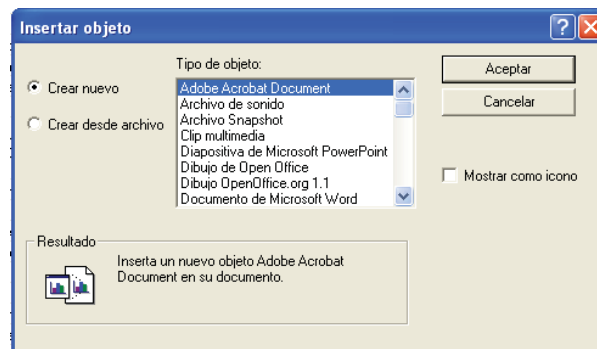 Insertar objeto
Tipo de objeto:
Crear nuevo
Crear desde archivo
Adobe Acrobat Document
Archivo de sonido
Archivo Snapshot
Clip multimedia
Diapositiva de Microsoft PowerPoint
Dibujo de Open Office
Dibujo OpenOffice.org 1.1
Documento de Microsoft Word
Aceptar
Cancelar
Mostrar como icono
Resultado
Inserta un nuevo objeto Adobe Acrobat
Document en su documento.